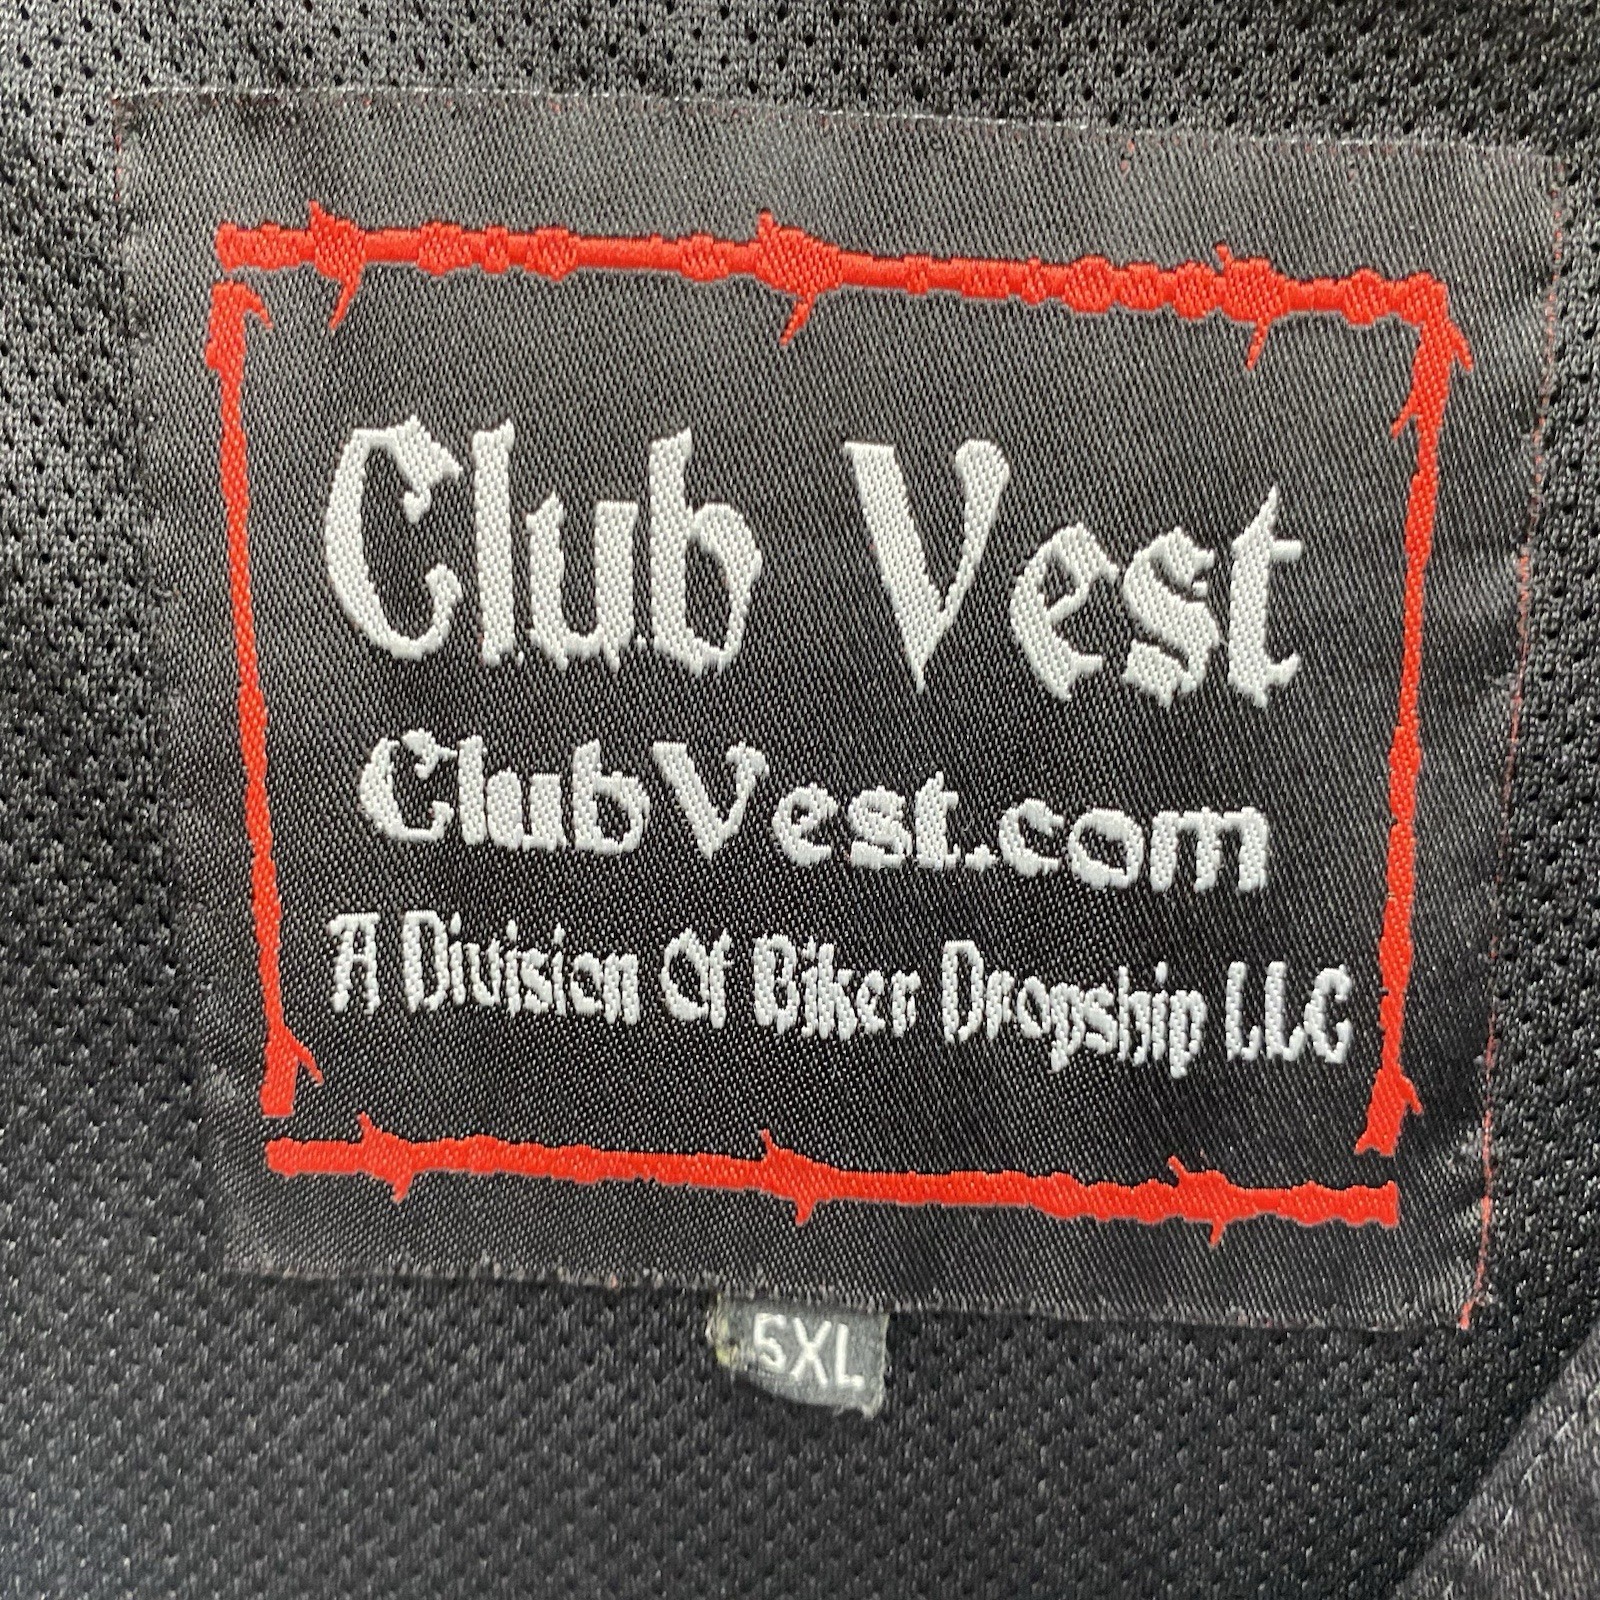 Club Vest
ClubVest.com
A Division Of Biker Dropship LLC
5XL